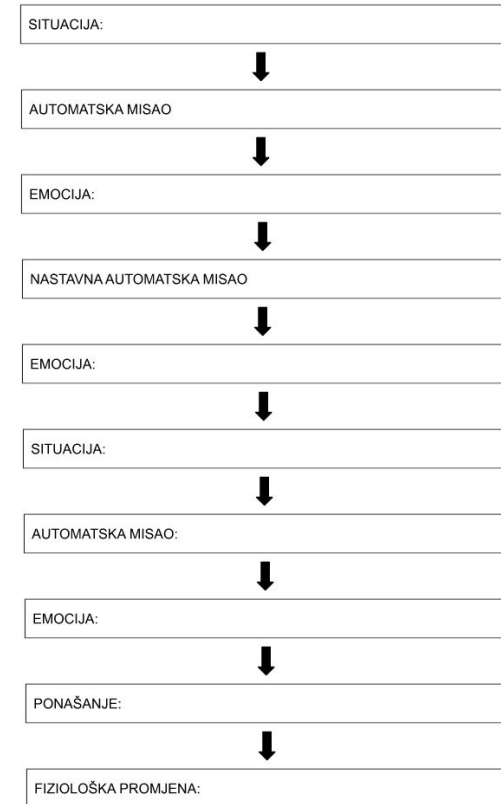 SITUACIJA:
AUTOMATSKA MISAO
EMOCIJA:
NASTAVNA AUTOMATSKA MISAO
EMOCIJA:
SITUACIJA:
AUTOMATSKA MISAO:
EMOCIJA:
PONAŠANJE:
FIZIOLOŠKA PROMJENA: